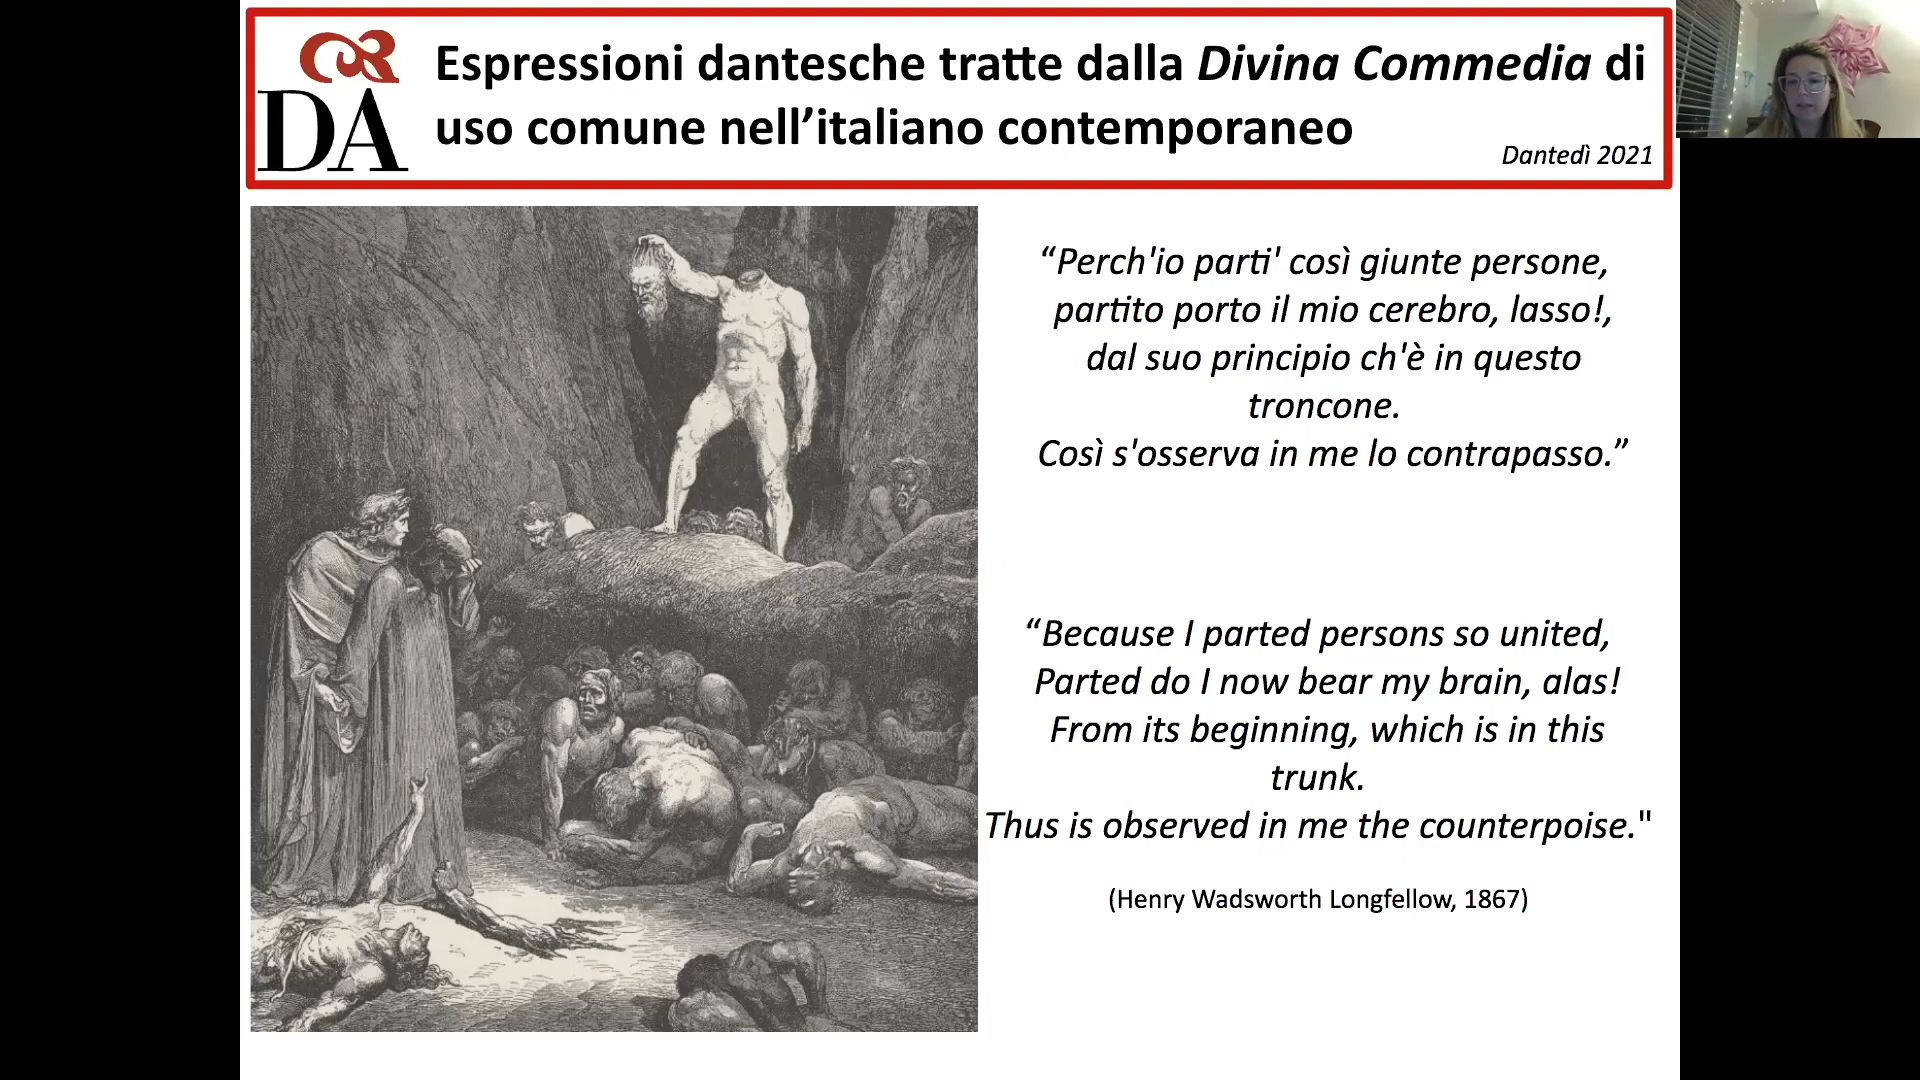 DA
Espressioni dantesche tratte dalla Divina Commedia di
uso comune nell’italiano contemporaneo
Dantedì 2021
“Perch'io parti' così giunte persone,
partito porto il mio cerebro, lasso!,
dal suo principio ch'è in questo
troncone.
Così s'osserva in me lo contrapasso.”
“Because I parted persons so united,
Parted do I now bear my brain, alas!
From its beginning, which is in this
trunk.
Thus is observed in me the counterpoise."
(Henry Wadsworth Longfellow, 1867)